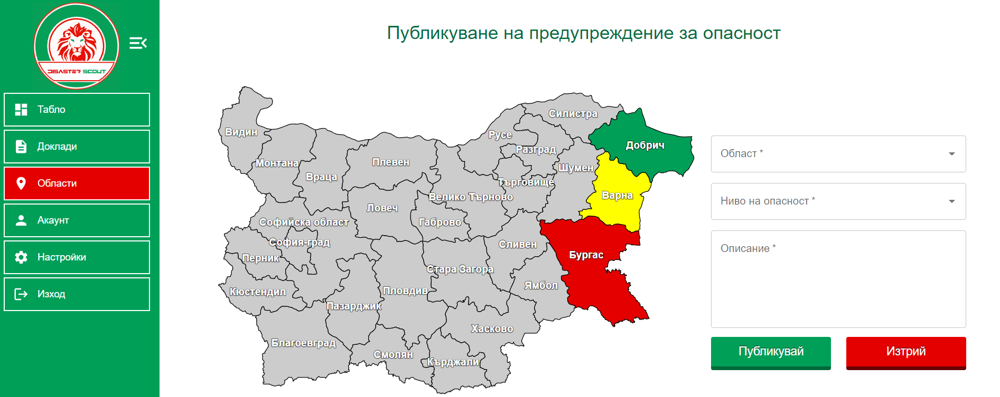 DISASTER SCOUT
Табло
Доклади
Области
Акаунт
Настройки
Изход
Публикуване на предупреждение за опасност
Видин
Монтана
Враца
Плевен
Ловеч
Русе
Силистра
Разград
Добрич
Шумен
Търговище
Варна
Велико Търново
Габрово
Софийска област
София-град
Перник
Кюстендил
Сливен
Бургас
Стара Загора
Ямбол
Пловдив
Пазарджик
Хасково
Благоевград
Смолян
Кърджали
Област *
Ниво на опасност *
Описание *
Публикувай
Изтрий